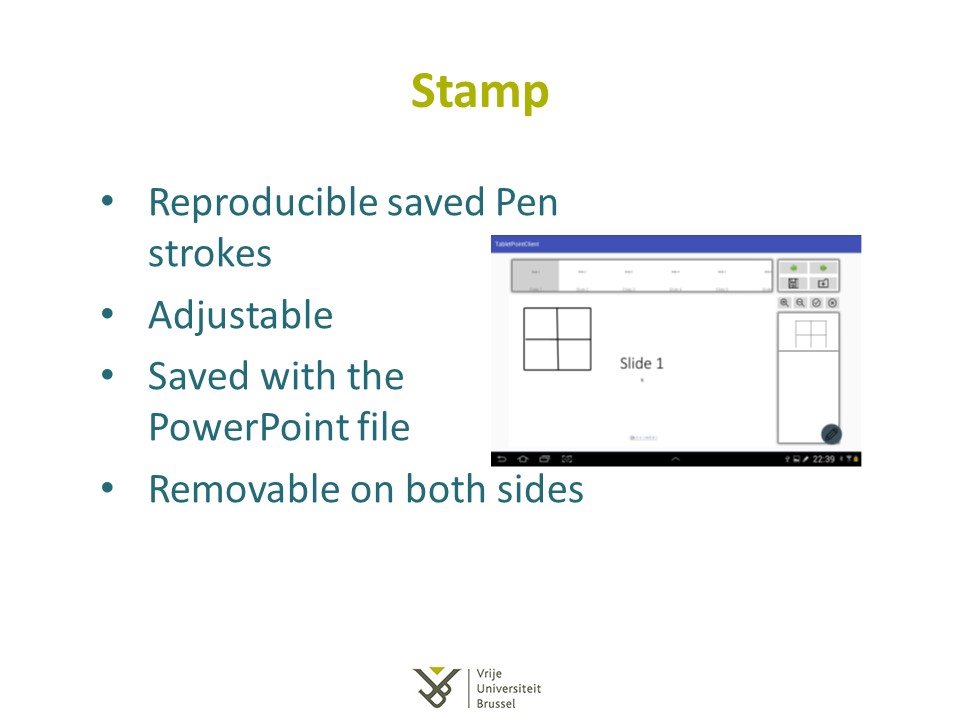 Stamp
• Reproducible saved Pen
strokes
• Adjustable
• Saved with the
PowerPoint file
• Removable on both sides
TabletPointClient
Slide 1
22:39
Vrije
Universiteit
Brussel